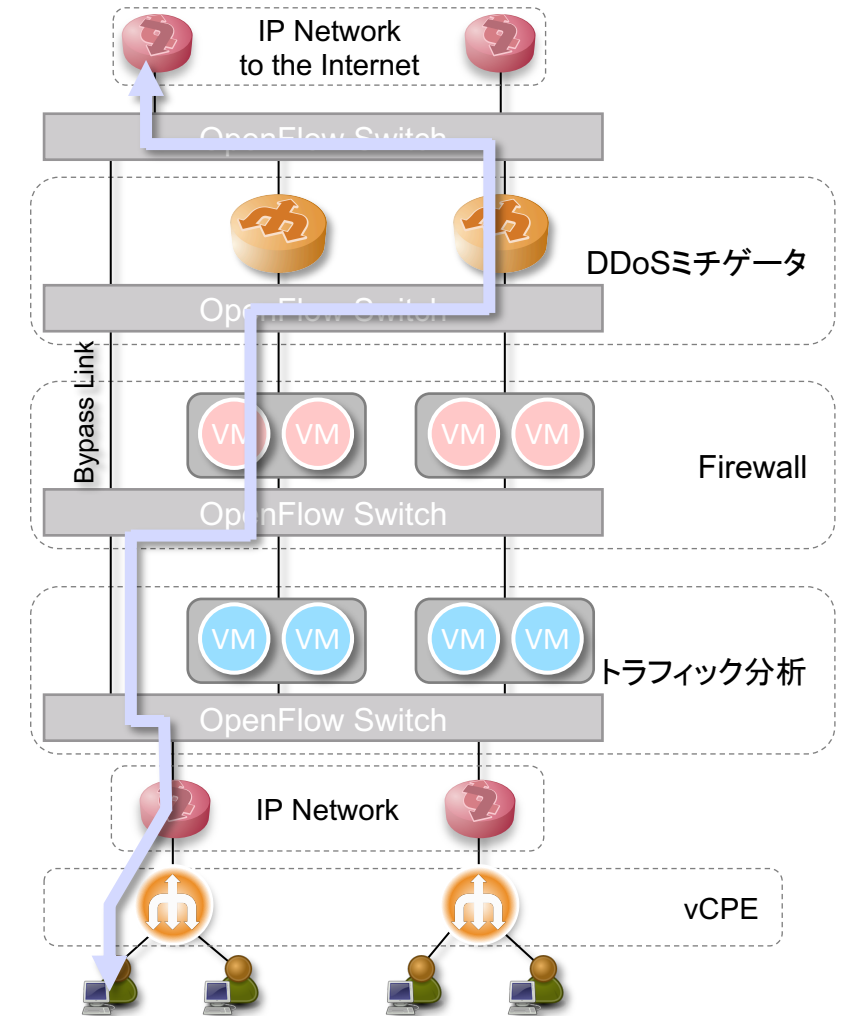 IP Network
to the Internet
OpenFlow Switch
DDoSミチゲータ
OpenFlow Switch
Bypass Link
VM VM VM VM
Firewall
OpenFlow Switch
VM VM VM VM
トラフィック分析
OpenFlow Switch
IP Network
vCPE